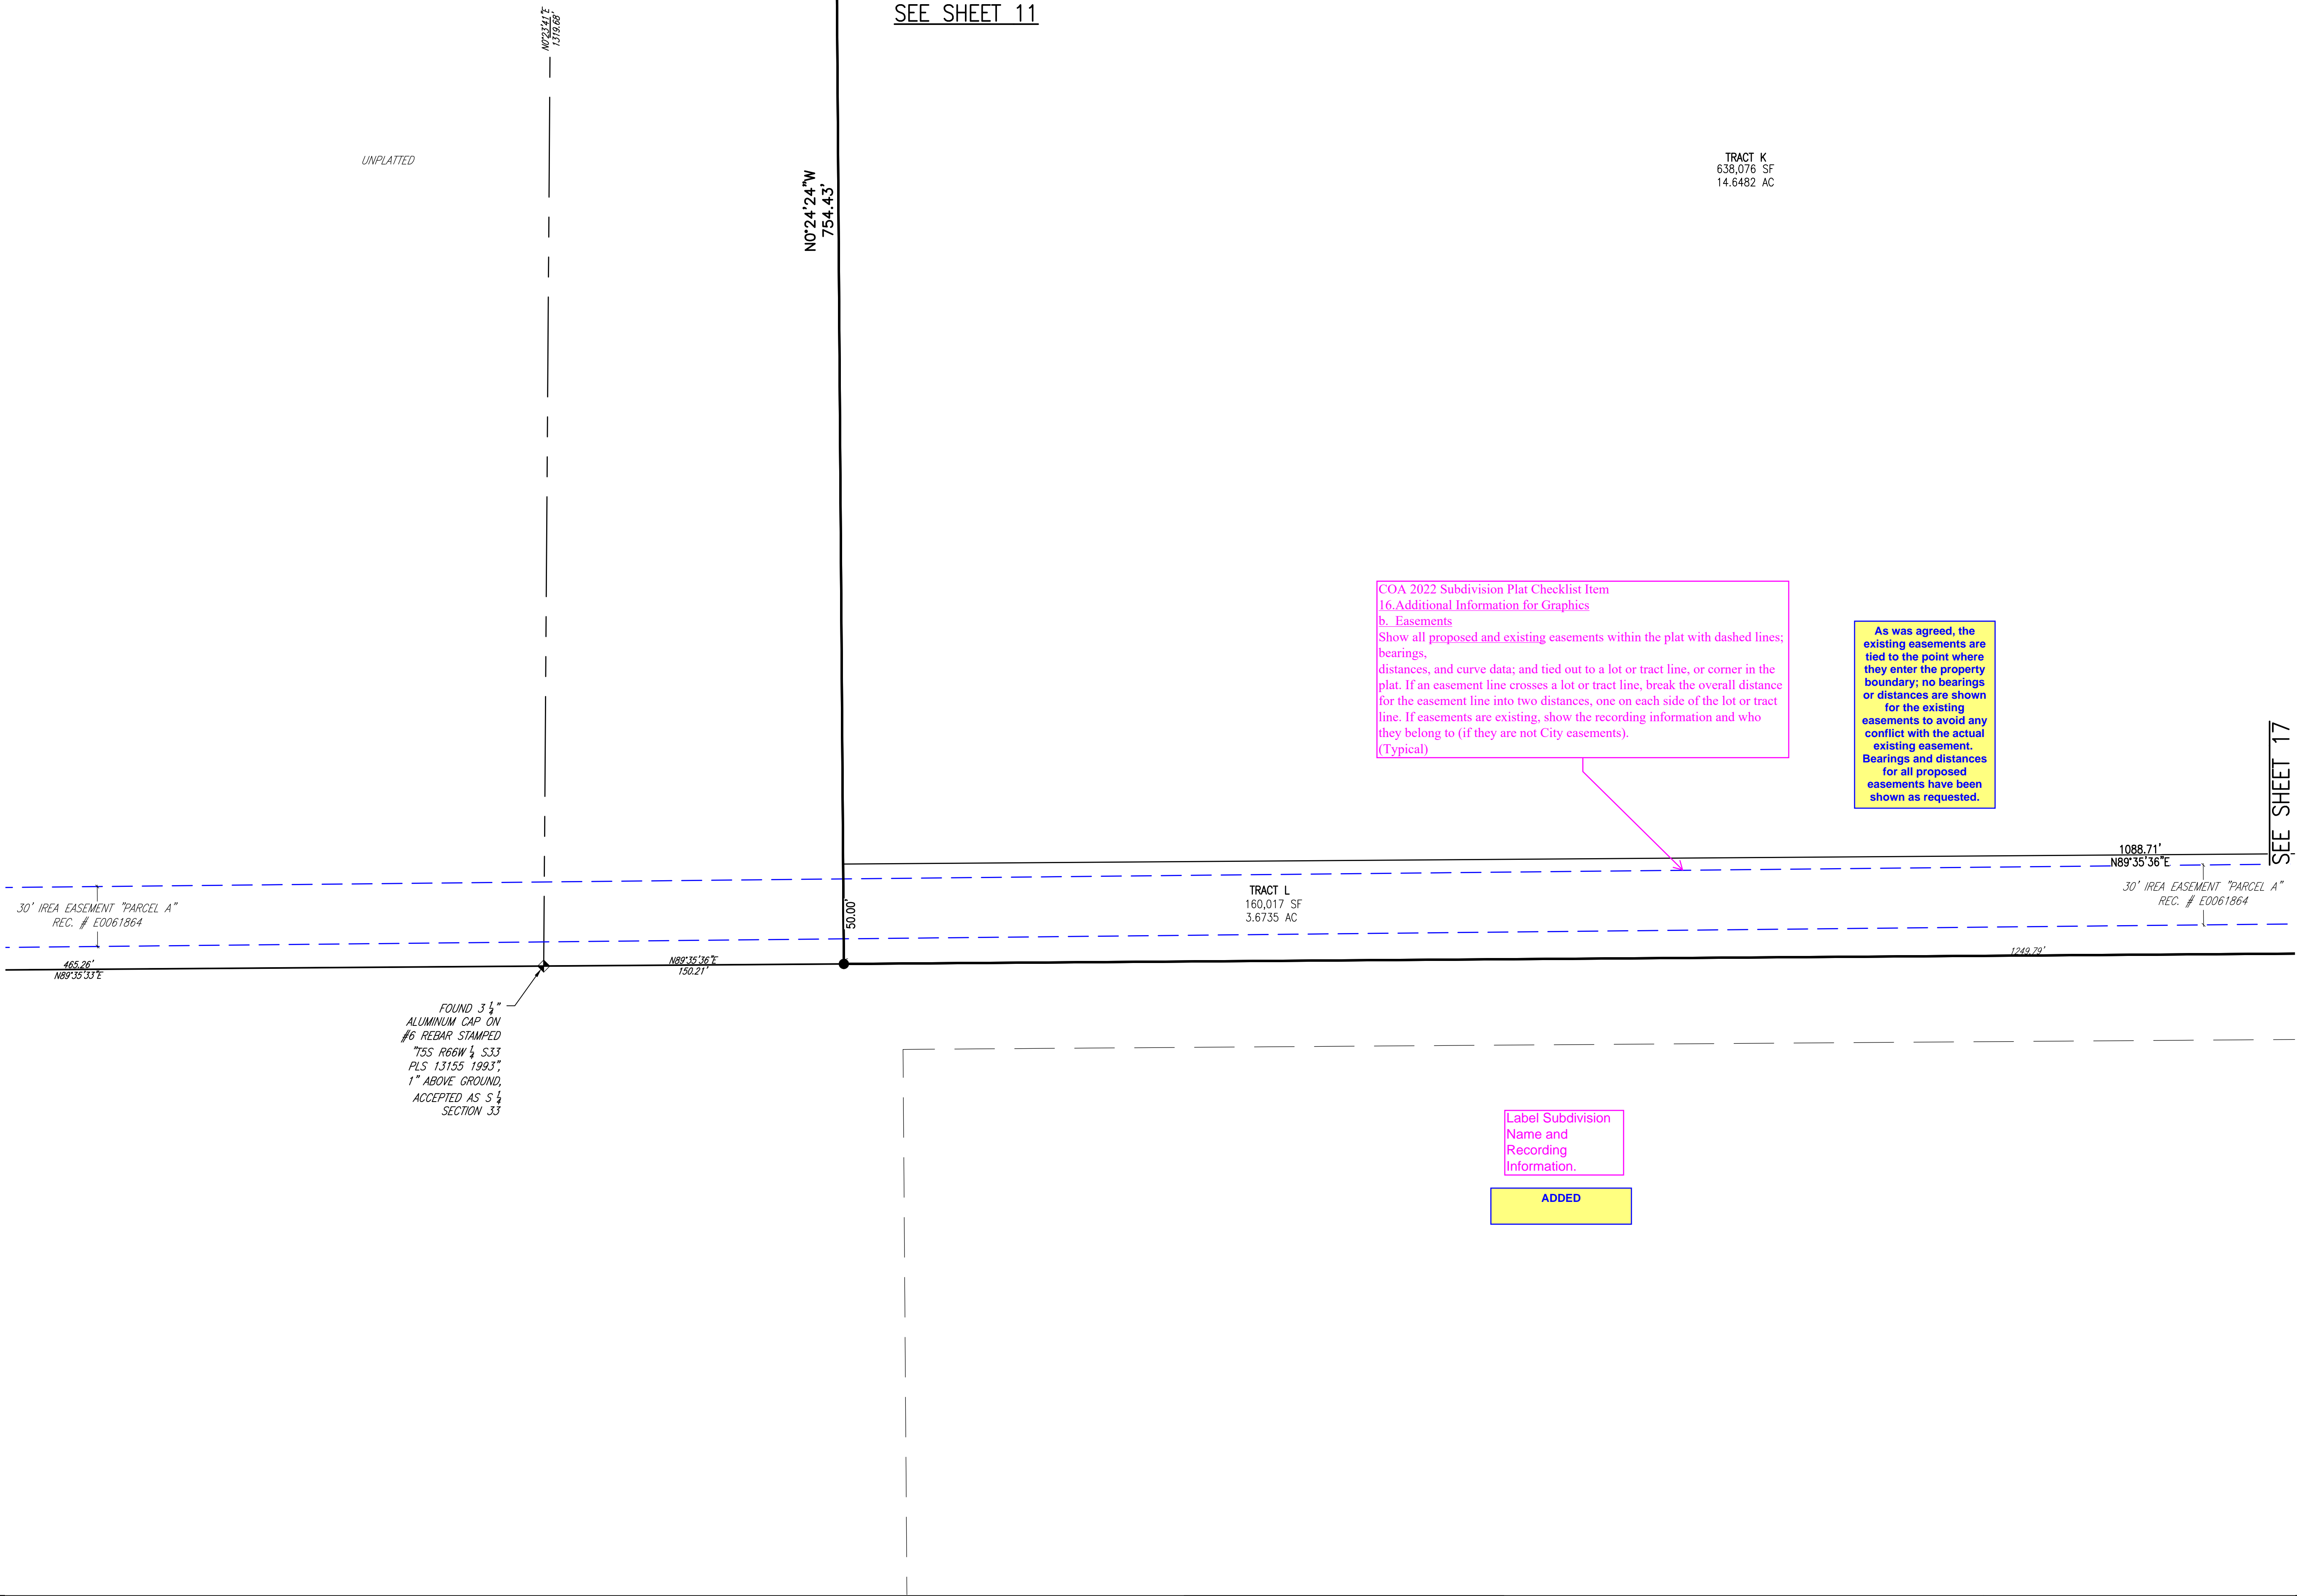 SEE SHEET 11
N0°23'41"E
1319.68'
UNPLATTED
N0°24'24"W
754.43'
TRACT K
638,076 SF
14.6482 AC
COA 2022 Subdivision Plat Checklist Item
16.Additional Information for Graphics
b. Easements
Show all proposed and existing easements within the plat with dashed lines;
bearings,
distances, and curve data; and tied out to a lot or tract line, or corner in the
plat. If an easement line crosses a lot or tract line, break the overall distance
for the easement line into two distances, one on each side of the lot or tract
line. If easements are existing, show the recording information and who
they belong to (if they are not City easements).
(Typical)
As was agreed, the
existing easements are
tied to the point where
they enter the property
boundary; no bearings
or distances are shown
for the existing
easements to avoid any
conflict with the actual
existing easement.
Bearings and distances
for all proposed
easements have been
shown as requested.
SEE SHEET 17
1088.71'
N89°35'36"E
30' IREA EASEMENT "PARCEL A"
REC. # E0061864
TRACT L
160,017 SF
3.6735 AC
50.00'
30' IREA EASEMENT "PARCEL A"
REC. # E0061864
465.26'
N89°35'33"E
N89°35'36"E
150.21'
1249.79'
FOUND 3 1/4"
ALUMINUM CAP ON
#6 REBAR STAMPED
"T5S R66W 1/4 S33
PLS 13155 1993",
1" ABOVE GROUND,
ACCEPTED AS S 1/4
SECTION 33
Label Subdivision
Name and
Recording
Information.
ADDED